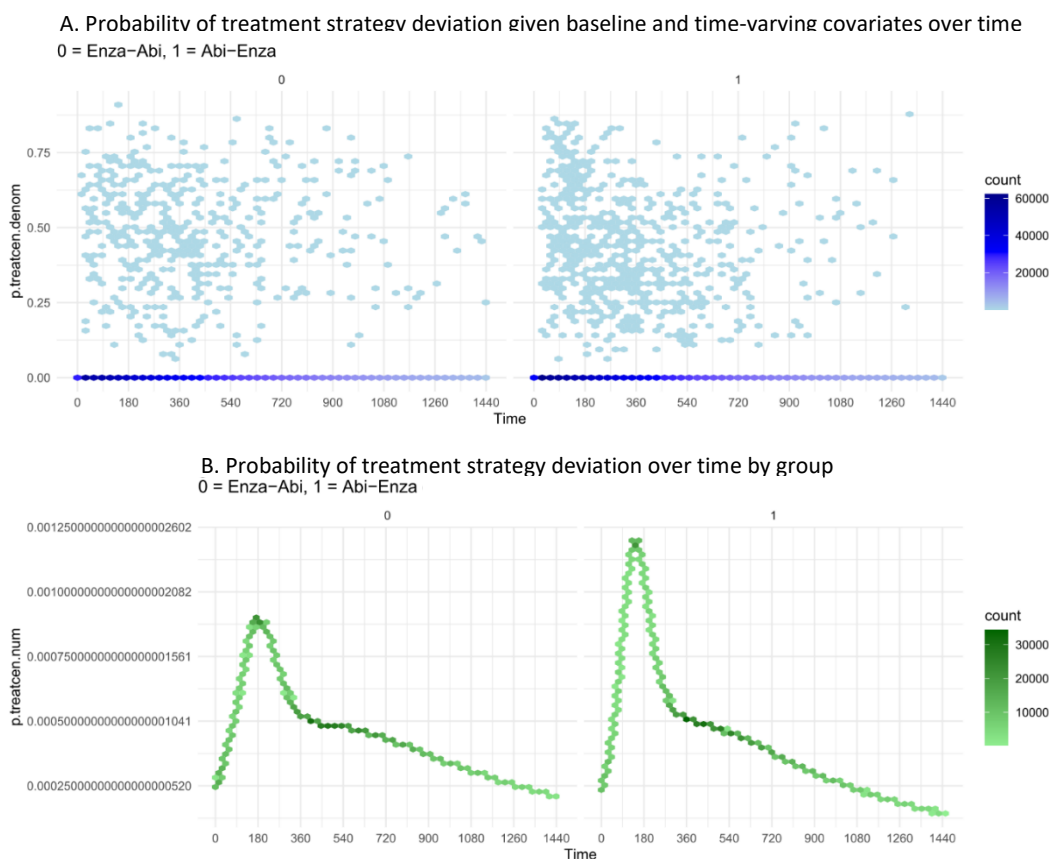 A. Probability of treatment strategy deviation given baseline and time-varying covariates over time
0 = Enza−Abi, 1 = Abi−Enza
0 1
p.treatcen.denom
0.75
0.50
0.25
0.00
0 180 360 540 720 900 1080 1260 1440 0 180 360 540 720 900 1080 1260 1440
Time
count
60000
40000
20000
B. Probability of treatment strategy deviation over time by group
0 = Enza−Abi, 1 = Abi−Enza
0 1
p.treatcen.num
0.00125000000000000002602
0.00100000000000000002082
0.00075000000000000001561
0.00050000000000000001041
0.00025000000000000000520
0 180 360 540 720 900 1080 1260 1440 0 180 360 540 720 900 1080 1260 1440
Time
count
30000
20000
10000